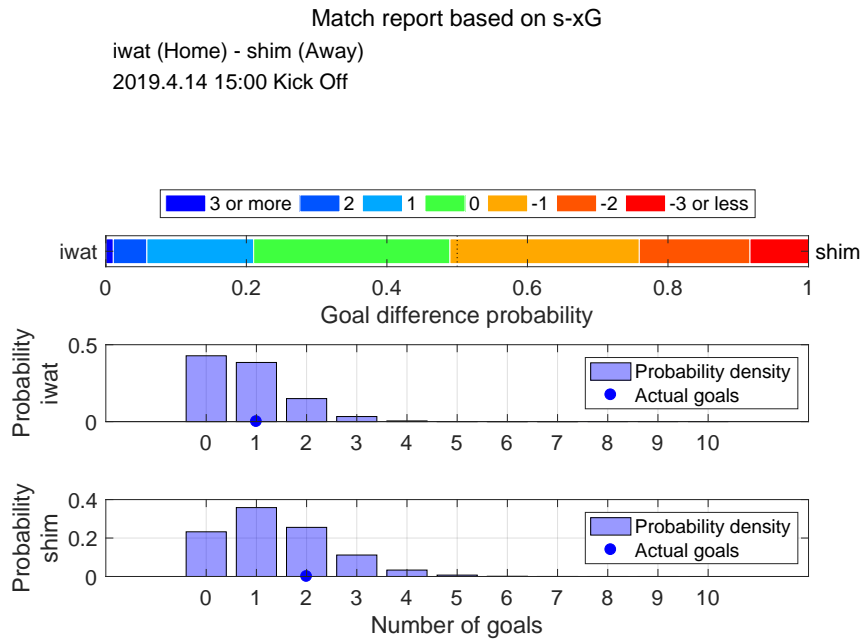 Match report based on s-xG
iwat (Home) - shim (Away)
2019.4.14 15:00 Kick Off
3 or more 2 1 0 -1 -2 -3 or less
iwat shim
0 0.2 0.4 0.6 0.8 1
Goal difference probability
Probability
iwat
0.5
0
Probability density
Actual goals
0 1 2 3 4 5 6 7 8 9 10
Probability
shim
0.4
0.2
0
Probability density
Actual goals
0 1 2 3 4 5 6 7 8 9 10
Number of goals